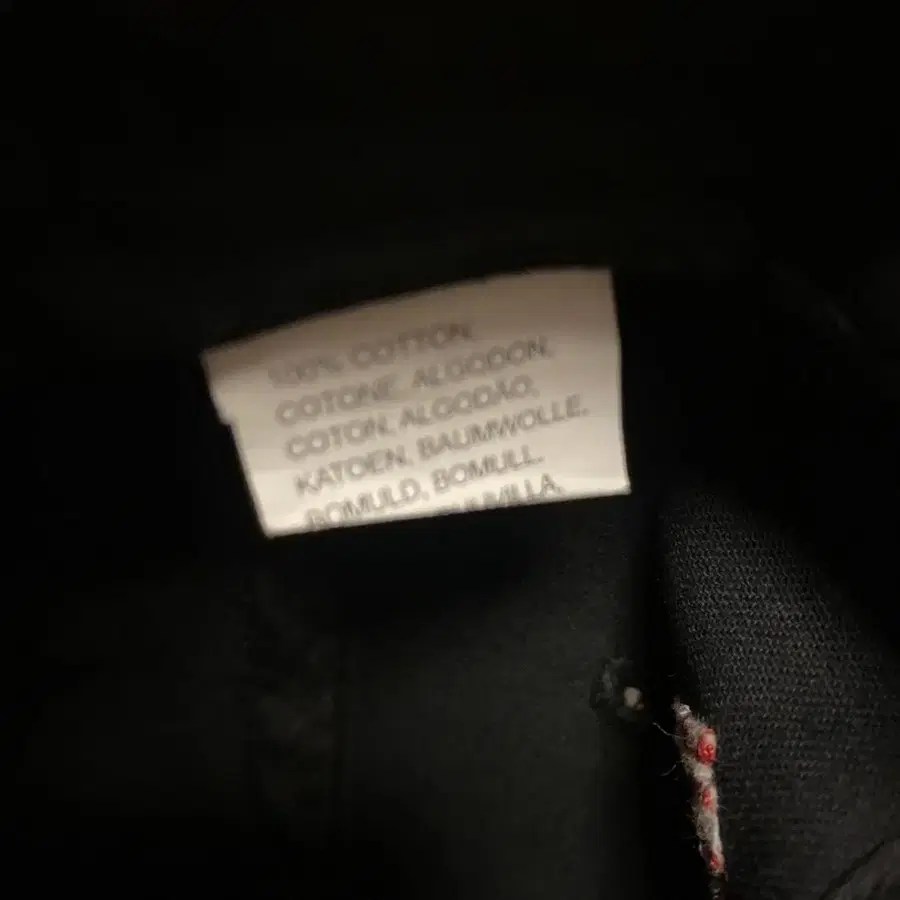 100% COTTON.
COTONE, ALGODON,
COTON, ALGODÃO,
KATOEN, BAUMWOLLE,
BOMULD, BOMULL.